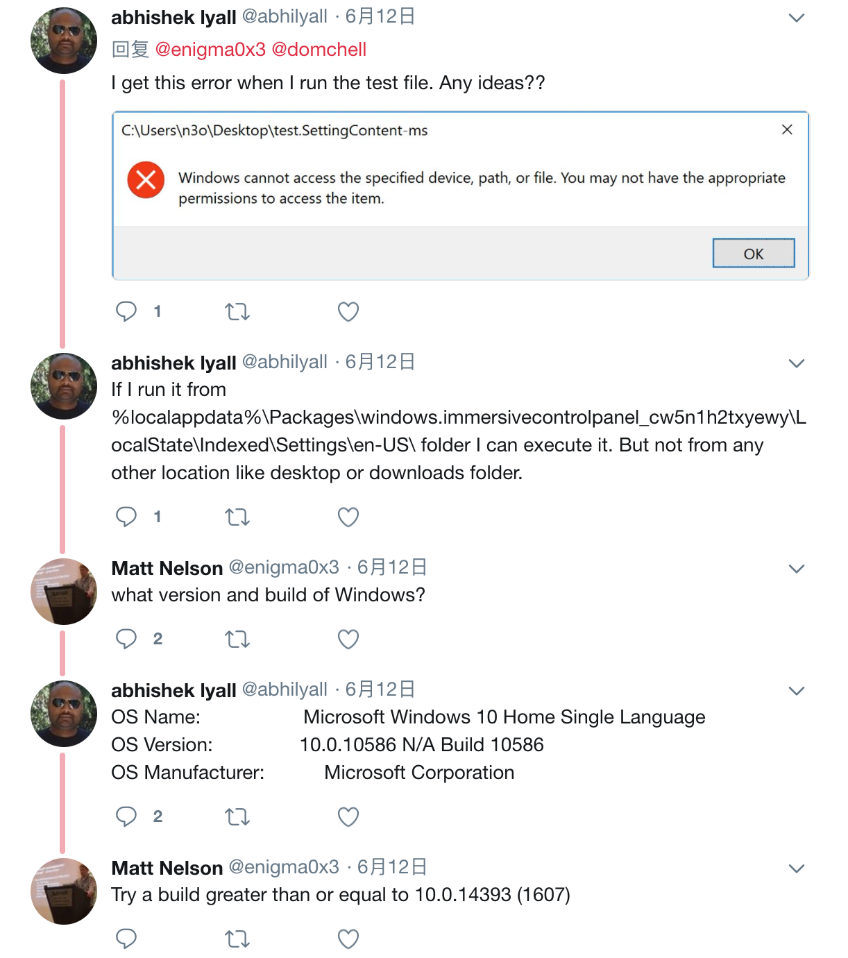 abhishek lyall @abhilyall · 6月12日
回复 @enigma0x3 @domchell
I get this error when I run the test file. Any ideas??
C:\Users\n3o\Desktop\test.SettingContent-ms
Windows cannot access the specified device, path, or file. You may not have the appropriate
permissions to access the item.
OK
1
abhishek lyall @abhilyall · 6月12日
If I run it from
%localappdata%\Packages\windows.immersivecontrolpanel_cw5n1h2txyewy\L
ocalState\Indexed\Settings\en-US\ folder I can execute it. But not from any
other location like desktop or downloads folder.
1
Matt Nelson @enigma0x3 · 6月12日
what version and build of Windows?
2
abhishek lyall @abhilyall · 6月12日
OS Name: Microsoft Windows 10 Home Single Language
OS Version: 10.0.10586 N/A Build 10586
OS Manufacturer: Microsoft Corporation
2
Matt Nelson @enigma0x3 · 6月12日
Try a build greater than or equal to 10.0.14393 (1607)